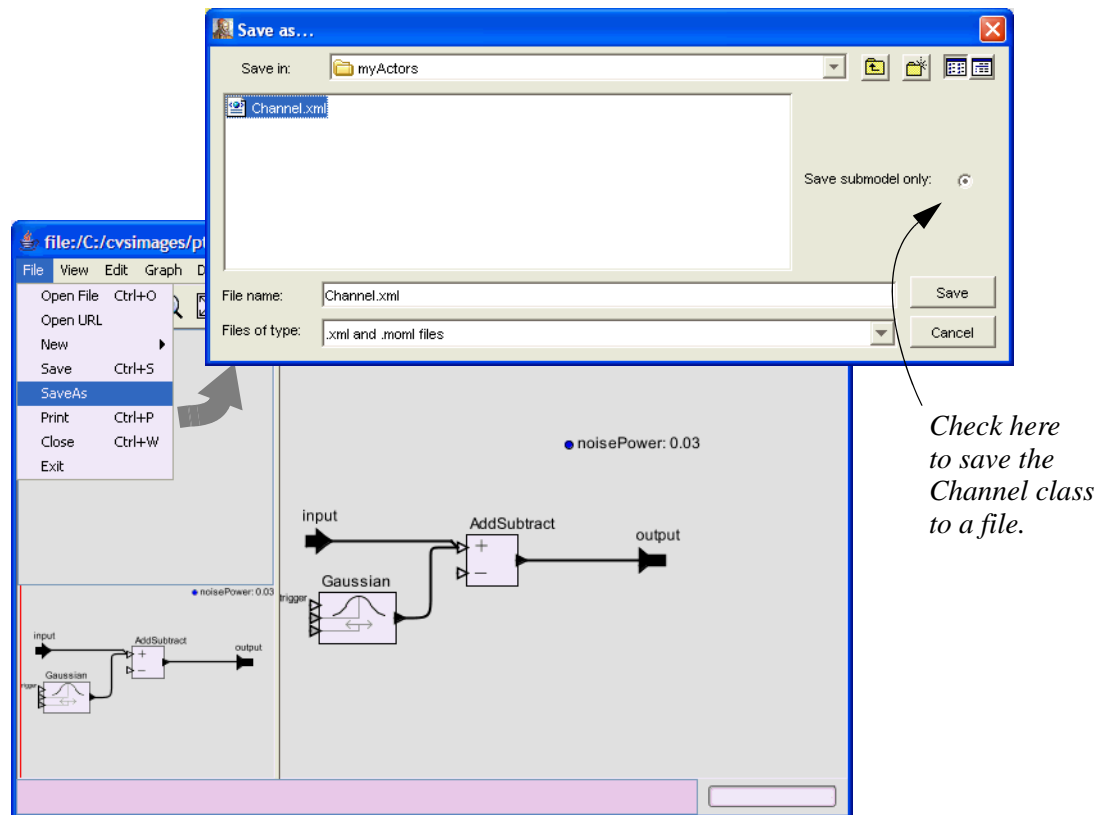 Save as...
Save in:
myActors
Channel.xml
Save submodel only:
File name:
Channel.xml
Save
Files of type:
.xml and .moml files
Cancel
file:/C:/cvsimages/pt
File View Edit Graph D
Open File Ctrl+O
Open URL
New
Save Ctrl+S
SaveAs
Print Ctrl+P
Close Ctrl+W
Exit
Check here
to save the
Channel class
to a file.
noisePower: 0.03
input
AddSubtract
output
+
–
Gaussian
trigger
noisePower: 0.03
input
AddSubtract
output
+
–
Gaussian